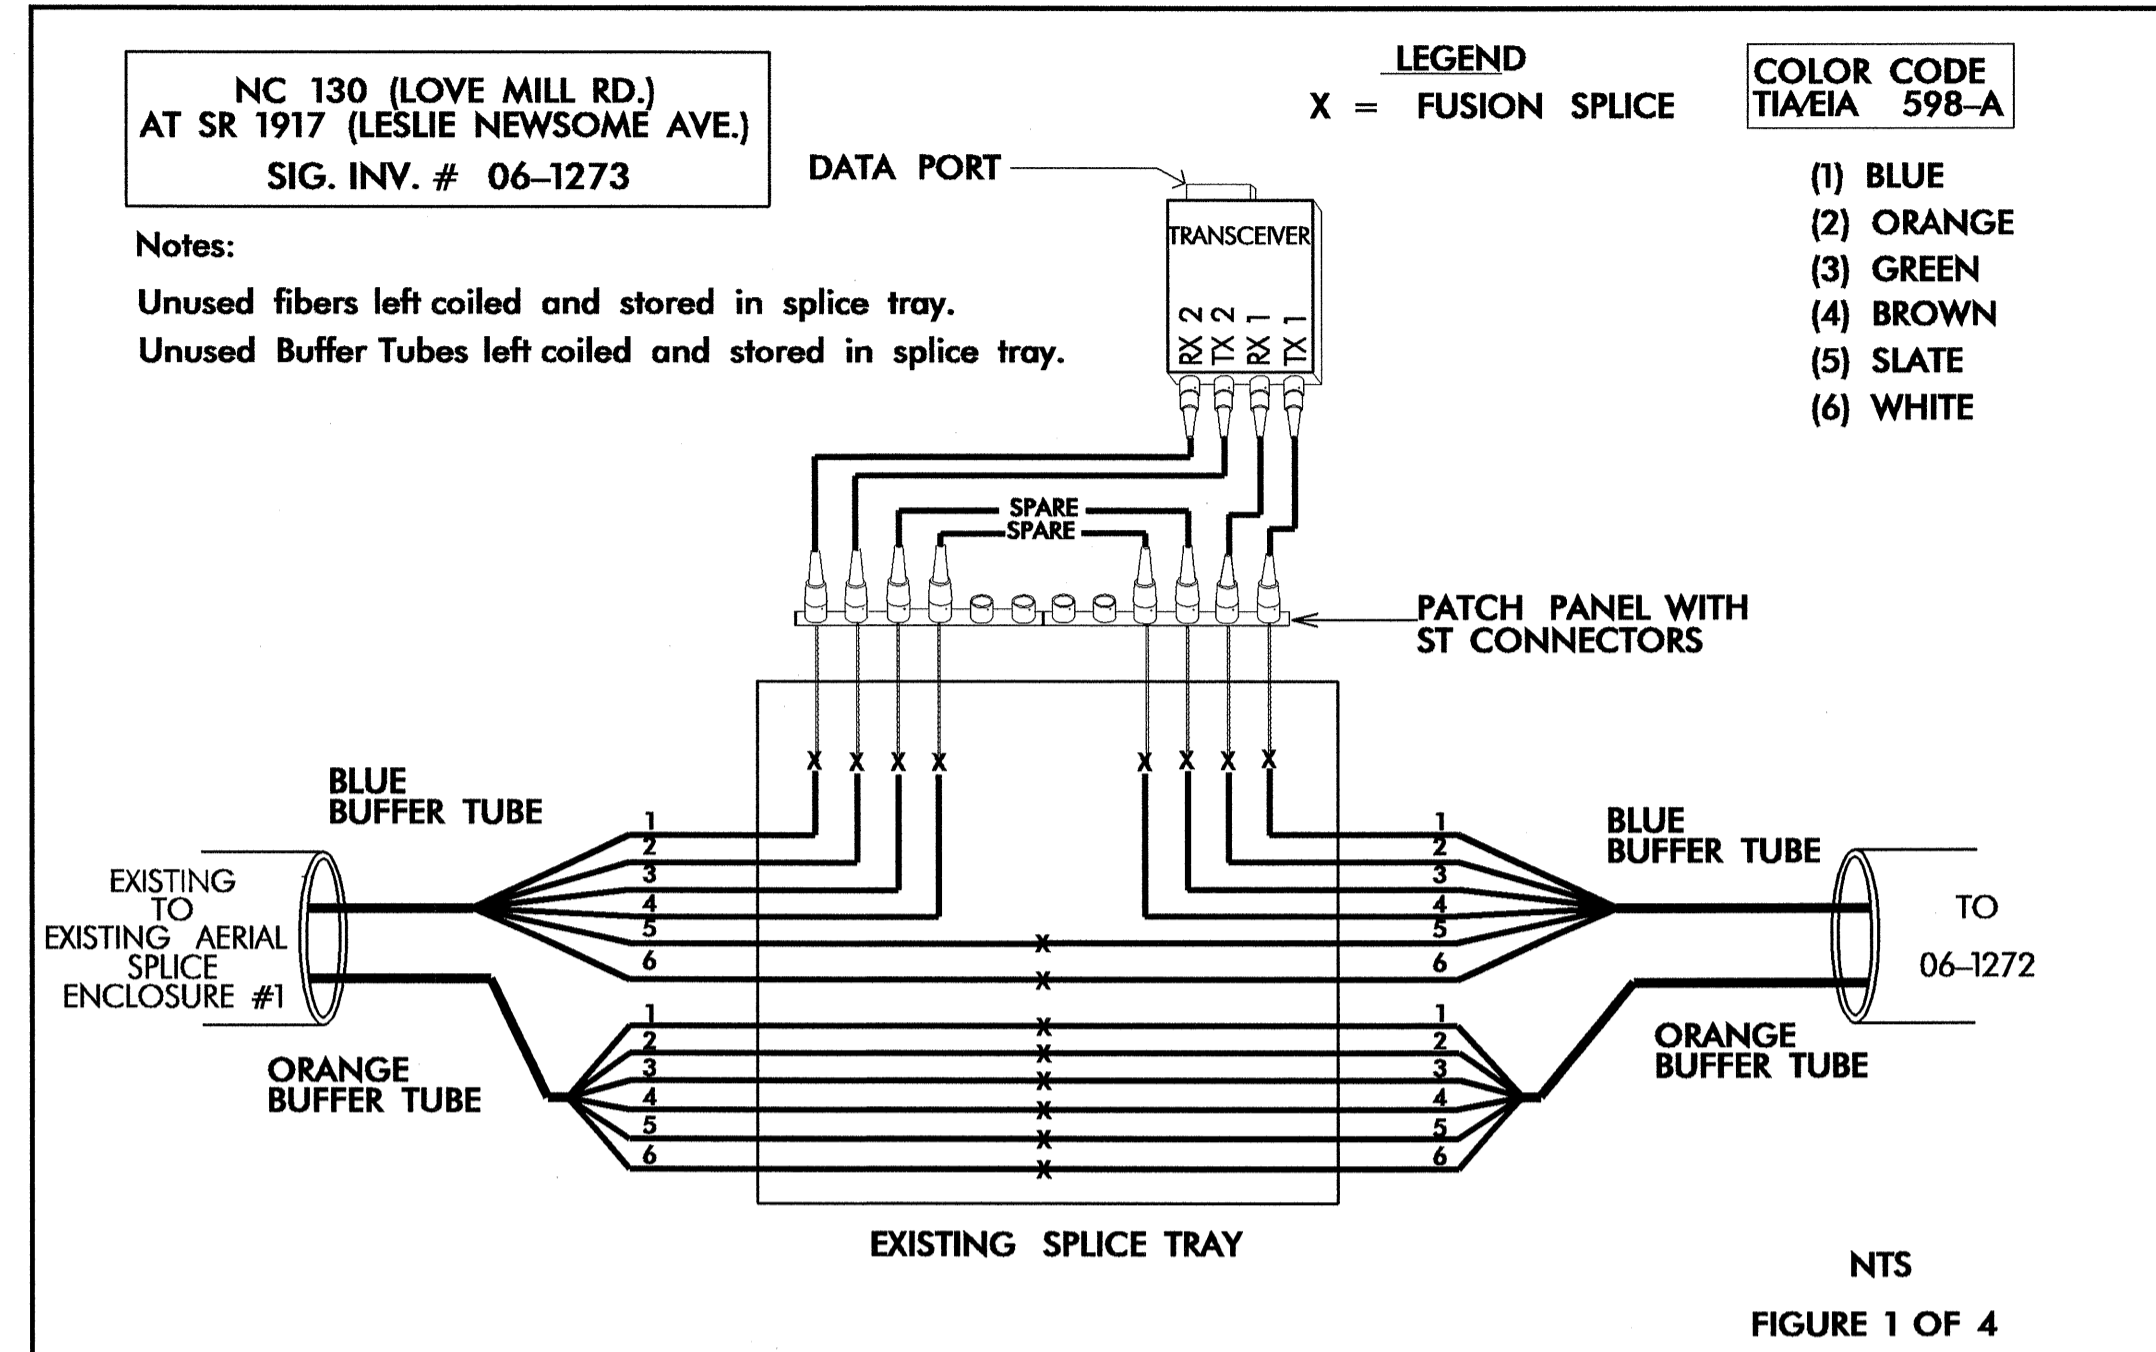 NC 130 (LOVE MILL RD.)
AT SR 1917 (LESLIE NEWSOME AVE.)
SIG. INV. # 06-1273
Notes:
Unused fibers left coiled and stored in splice tray.
Unused Buffer Tubes left coiled and stored in splice tray.
LEGEND
X = FUSION SPLICE
COLOR CODE
TIA/EIA 598-A
(1) BLUE
(2) ORANGE
(3) GREEN
(4) BROWN
(5) SLATE
(6) WHITE
DATA PORT
TRANSCEIVER
RX 2
TX 2
RX 1
TX 1
SPARE
SPARE
PATCH PANEL WITH
ST CONNECTORS
X X X X X X X X
BLUE
BUFFER TUBE
1
2
3
4
5
6
EXISTING
TO
EXISTING AERIAL
SPLICE
ENCLOSURE #1
ORANGE
BUFFER TUBE
1
2
3
4
5
6
X
X
X
X
X
X
X
X
1
2
3
4
5
6
BLUE
BUFFER TUBE
TO
06-1272
1
2
3
4
5
6
ORANGE
BUFFER TUBE
EXISTING SPLICE TRAY
NTS
FIGURE 1 OF 4